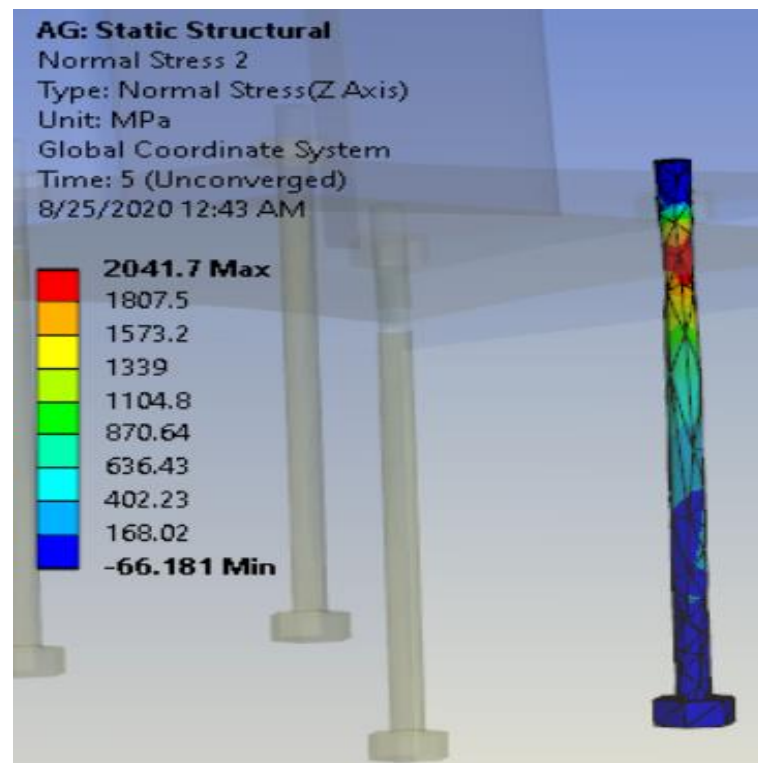 AG: Static Structural
Normal Stress 2
Type: Normal Stress(Z Axis)
Unit: MPa
Global Coordinate System
Time: 5 (Unconverged)
8/25/2020 12:43 AM
2041.7 Max
1807.5
1573.2
1339
1104.8
870.64
636.43
402.23
168.02
-66.181 Min